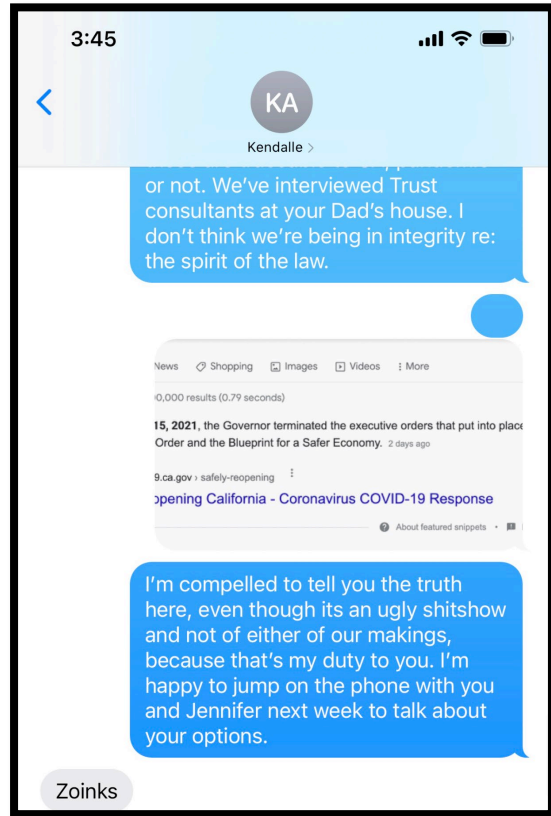 3:45
KA
Kendalle >
or not. We've interviewed Trust
consultants at your Dad's house. I
don't think we're being in integrity re:
the spirit of the law.
News Shopping Images Videos More
0,000 results (0.79 seconds)
15, 2021, the Governor terminated the executive orders that put into place
Order and the Blueprint for a Safer Economy. 2 days ago
9.ca.gov › safely-reopening
opening California - Coronavirus COVID-19 Response
About featured snippets
I'm compelled to tell you the truth
here, even though its an ugly shitshow
and not of either of our makings,
because that's my duty to you. I'm
happy to jump on the phone with you
and Jennifer next week to talk about
your options.
Zoinks